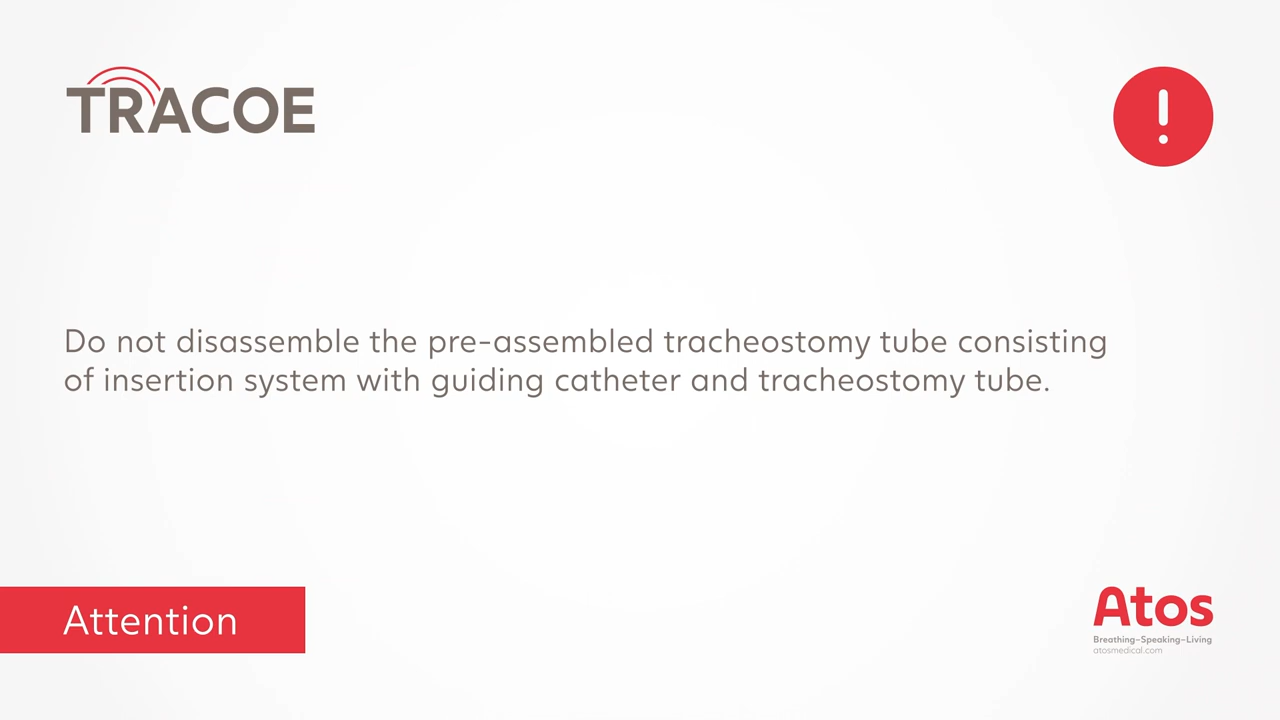 TRACOE
!
Do not disassemble the pre-assembled tracheostomy tube consisting
of insertion system with guiding catheter and tracheostomy tube.
Attention
Atos
Breathing-Speaking-Living
atosmedical.com